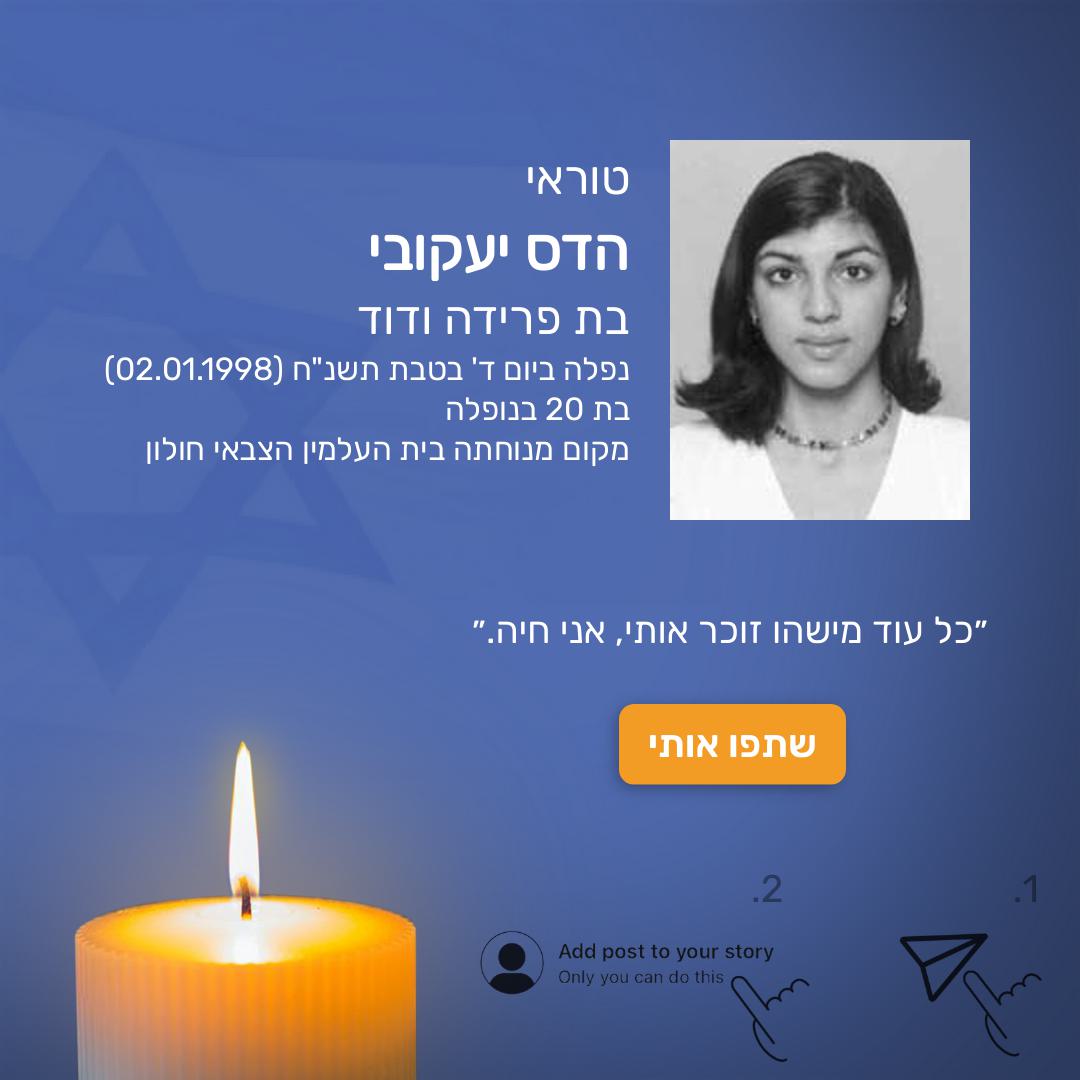 טוראי
הדס יעקובי
בת פרידה ודוד
נפלה ביום ד' בטבת תשנ"ח (02.01.1998)
בת 20 בנופלה
מקום מנוחתה בית העלמין הצבאי חולון
״כל עוד מישהו זוכר אותי, אני חיה.״
שתפו אותי
1.
2.
Add post to your story
Only you can do this